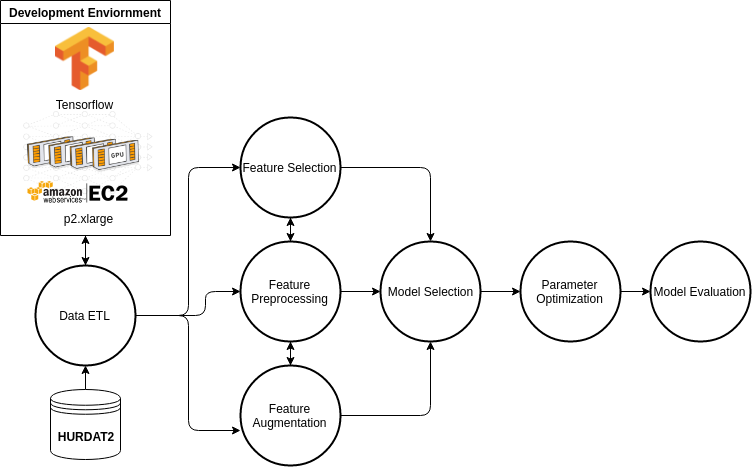 Development Enviornment
Tensorflow
GPU
amazon
webservices
EC2
p2.xlarge
Data ETL
HURDAT2
Feature Selection
Feature
Preprocessing
Feature
Augmentation
Model Selection
Parameter
Optimization
Model Evaluation